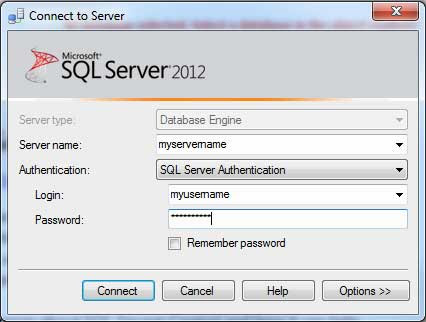 Connect to Server
Microsoft
SQL Server 2012
Server type: Database Engine
Server name: myservername
Authentication: SQL Server Authentication
Login: myusername
Password: **********
Remember password
Connect Cancel Help Options >>